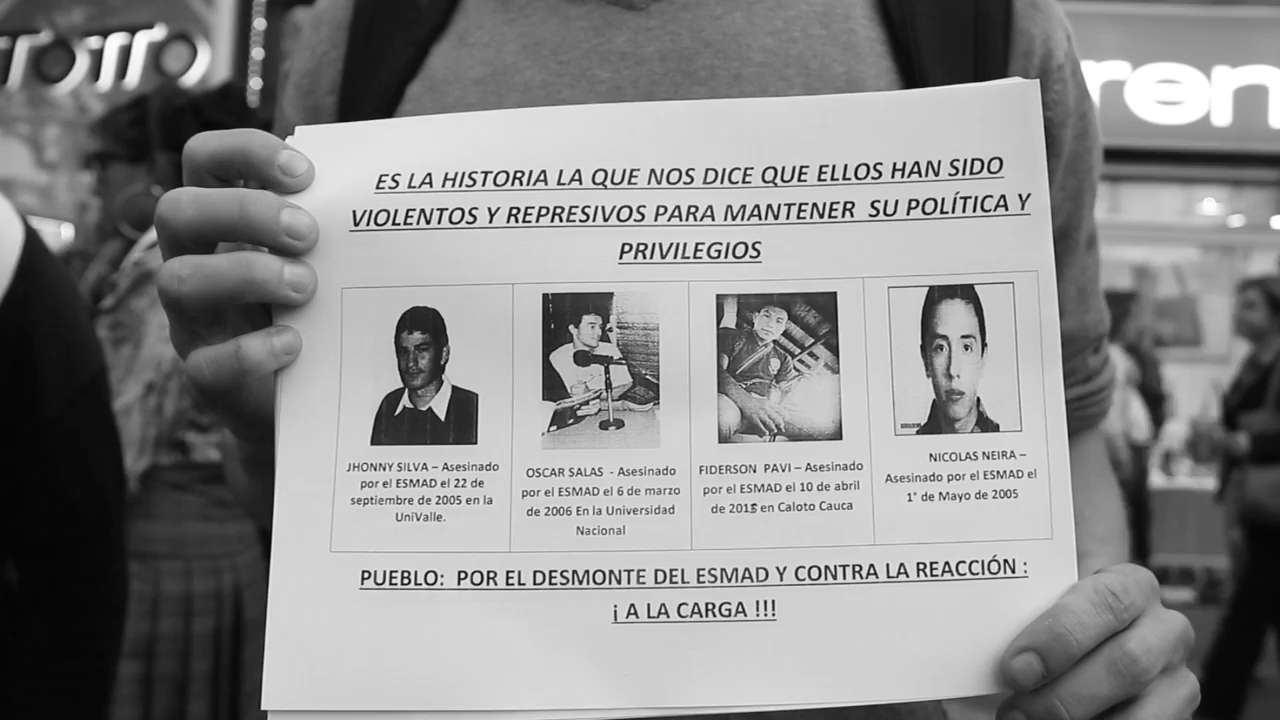 TOTTO
ren
ES LA HISTORIA LA QUE NOS DICE QUE ELLOS HAN SIDO
VIOLENTOS Y REPRESIVOS PARA MANTENER SU POLÍTICA Y
PRIVILEGIOS
JHONNY SILVA – Asesinado
por el ESMAD el 22 de
septiembre de 2005 en la
UniValle.
OSCAR SALAS - Asesinado
por el ESMAD el 6 de marzo
de 2006 En la Universidad
Nacional
FIDERSON PAVI – Asesinado
por el ESMAD el 10 de abril
de 2015 en Caloto Cauca
NICOLAS NEIRA –
Asesinado por el ESMAD el
1° de Mayo de 2005
PUEBLO: POR EL DESMONTE DEL ESMAD Y CONTRA LA REACCIÓN :
¡ A LA CARGA !!!